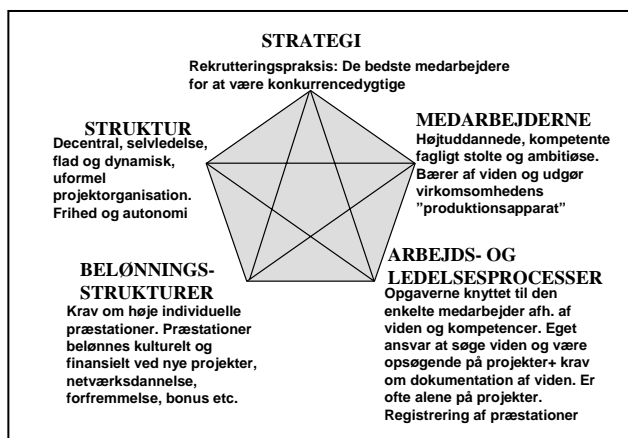 STRATEGI
Rekrutteringspraksis: De bedste medarbejdere
for at være konkurrencedygtige
STRUKTUR
Decentral, selvledelse,
flad og dynamisk,
uformel
projektorganisation.
Frihed og autonomi
MEDARBEJDERNE
Højtuddannede, kompetente
fagligt stolte og ambitiøse.
Bærer af viden og udgør
virkomsomhedens
”produktionsapparat”
BELØNNINGS-
STRUKTURER
Krav om høje individuelle
præstationer. Præstationer
belønnes kulturelt og
finansielt ved nye projekter,
netværksdannelse,
forfremmelse, bonus etc.
ARBEJDS- OG
LEDELSESPROCESSER
Opgaverne knyttet til den
enkelte medarbejder afh. af
viden og kompetencer. Eget
ansvar at søge viden og være
opsøgende på projekter+ krav
om dokumentation af viden. Er
ofte alene på projekter.
Registrering af præstationer